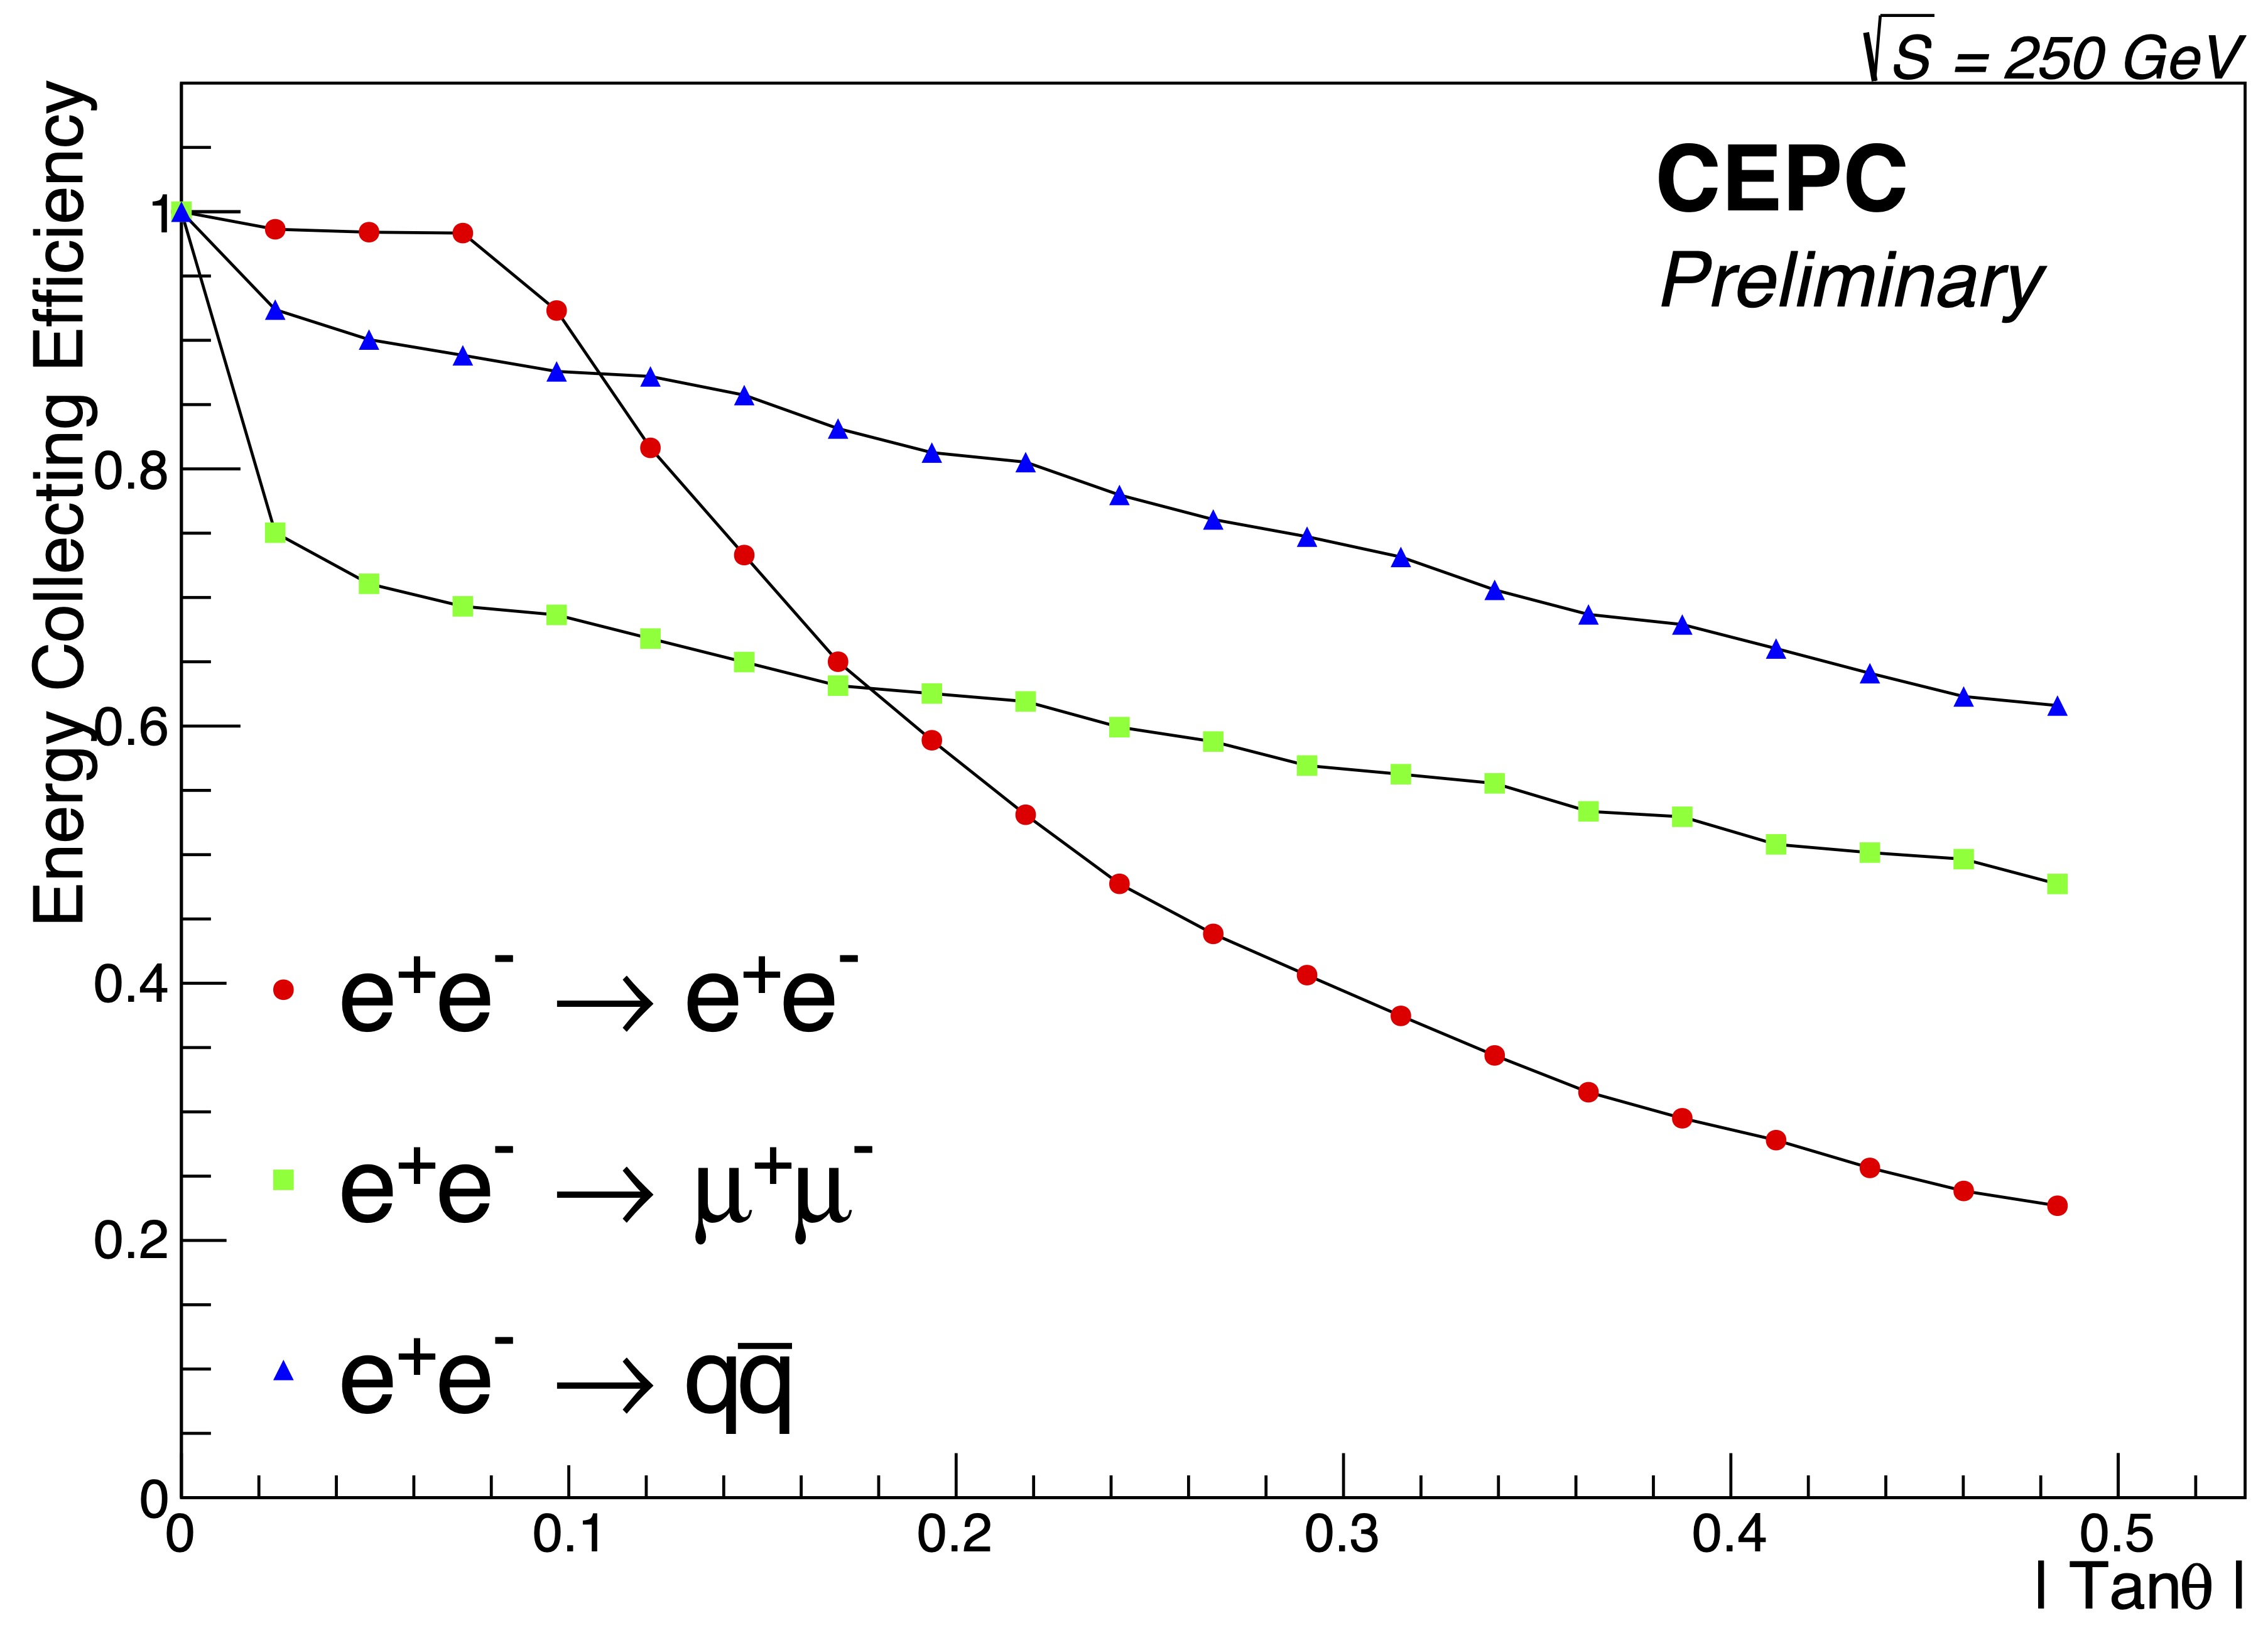 √S = 250 GeV
CEPC
Preliminary
Energy Collecting Efficiency
1
0.8
0.6
0.4
0.2
0
e⁺e⁻ → e⁺e⁻
e⁺e⁻ → μ⁺μ⁻
e⁺e⁻ → qq̅
0 0.1 0.2 0.3 0.4 0.5
| Tanθ |